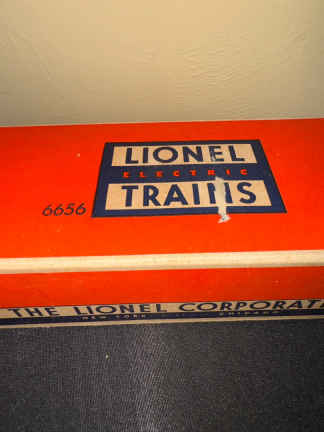 LIONEL
ELECTRIC
TRAINS
6656
THE LIONEL CORPORAT
NEW YORK CHICAGO